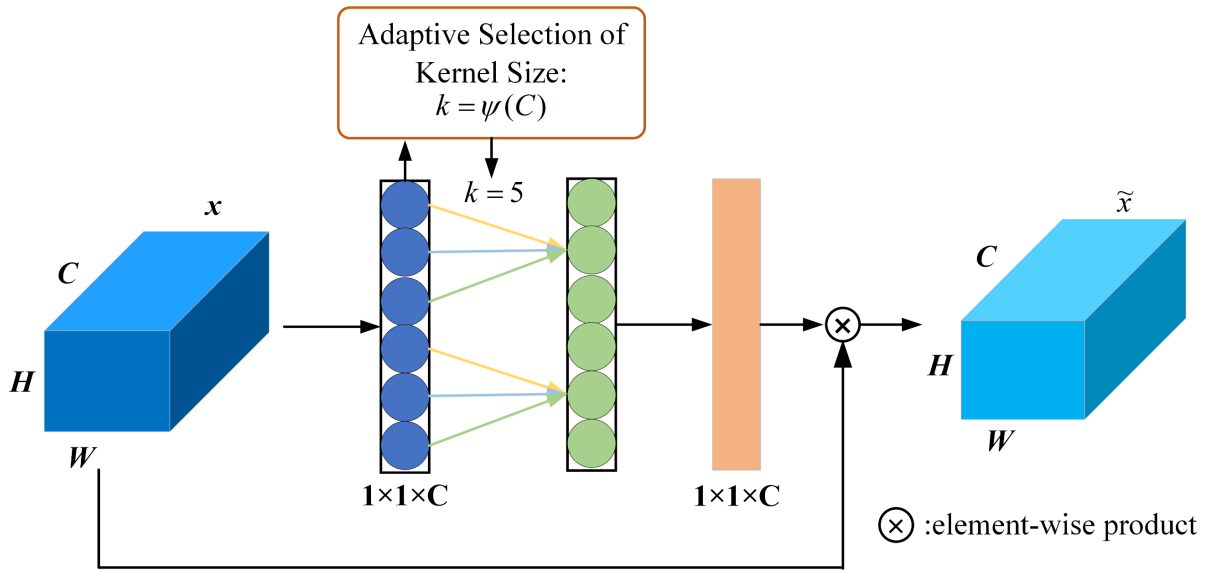 Adaptive Selection of
Kernel Size:
k = ψ(C)
k = 5
x
C
H
W
1×1×C
1×1×C
x̃
C
H
W
⊗ :element-wise product